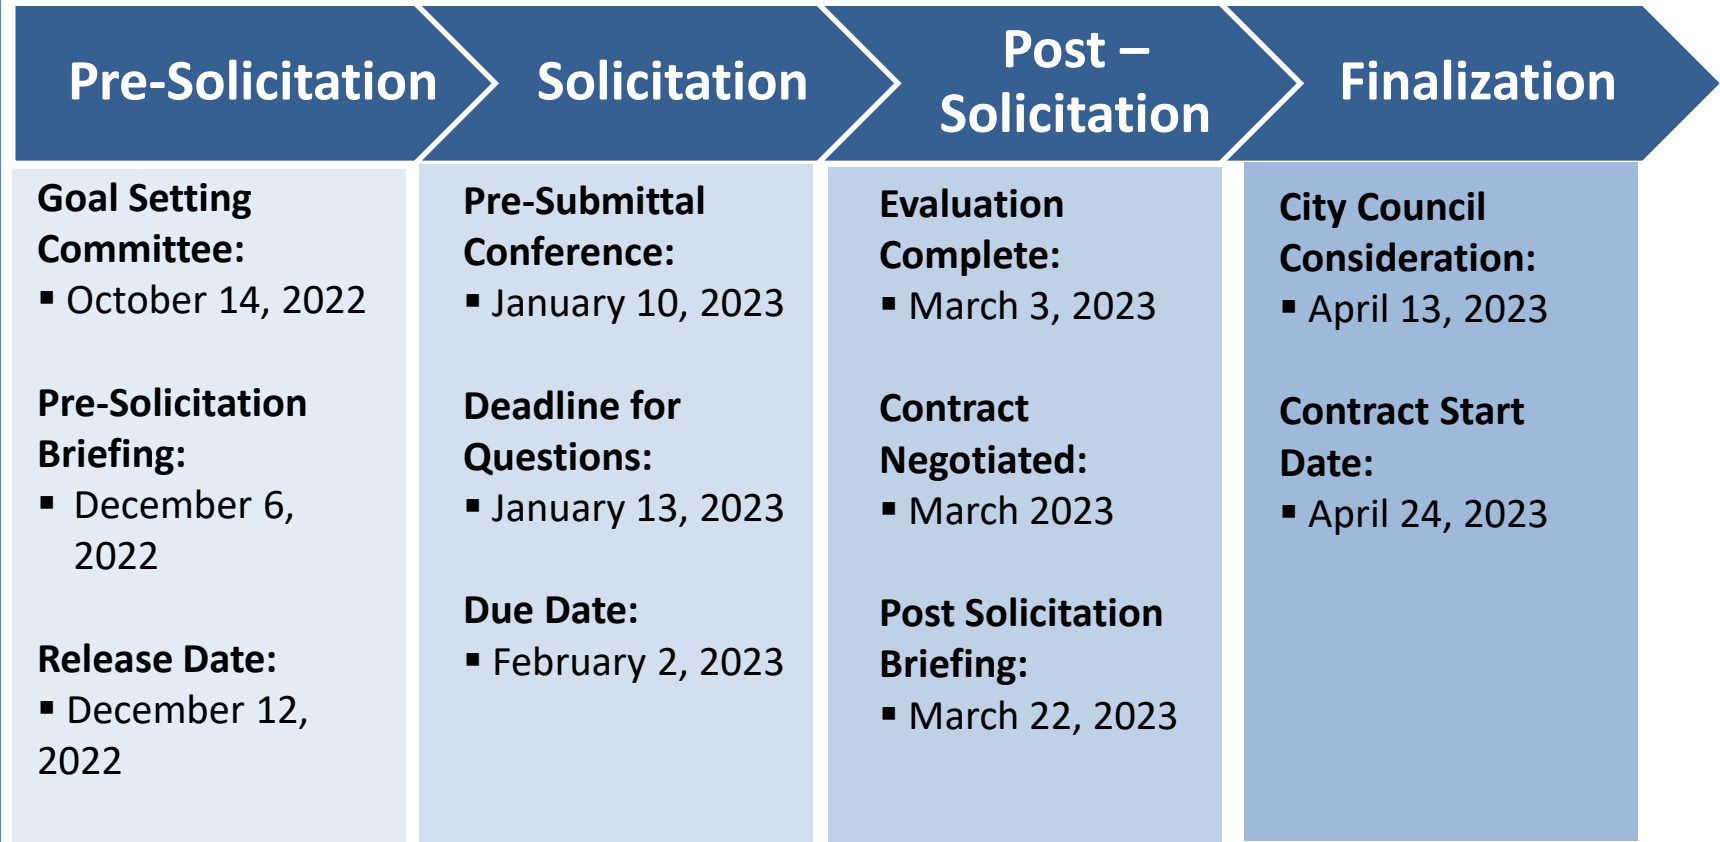 Pre-Solicitation
Solicitation
Post –
Solicitation
Finalization
Goal Setting
Committee:
▪ October 14, 2022
Pre-Solicitation
Briefing:
▪ December 6,
2022
Release Date:
▪ December 12,
2022
Pre-Submittal
Conference:
▪ January 10, 2023
Deadline for
Questions:
▪ January 13, 2023
Due Date:
▪ February 2, 2023
Evaluation
Complete:
▪ March 3, 2023
Contract
Negotiated:
▪ March 2023
Post Solicitation
Briefing:
▪ March 22, 2023
City Council
Consideration:
▪ April 13, 2023
Contract Start
Date:
▪ April 24, 2023